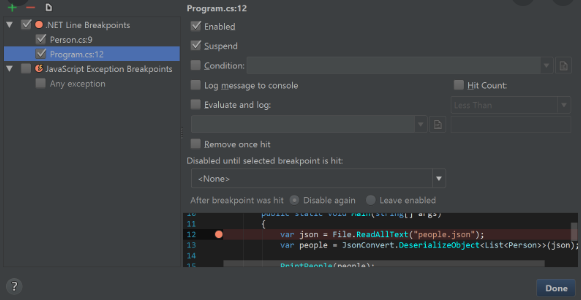 Program.cs:12
.NET Line Breakpoints
Person.cs:9
Program.cs:12
JavaScript Exception Breakpoints
Any exception
Enabled
Suspend
Condition:
Log message to console
Hit Count:
Evaluate and log:
Less Than
Remove once hit
Disabled until selected breakpoint is hit:
<None>
After breakpoint was hit Disable again Leave enabled
10 public static void Main(string[] args)
11 {
12 var json = File.ReadAllText("people.json");
13 var people = JsonConvert.DeserializeObject<List<Person>>(json);
15 PrintPeople(people);
? Done